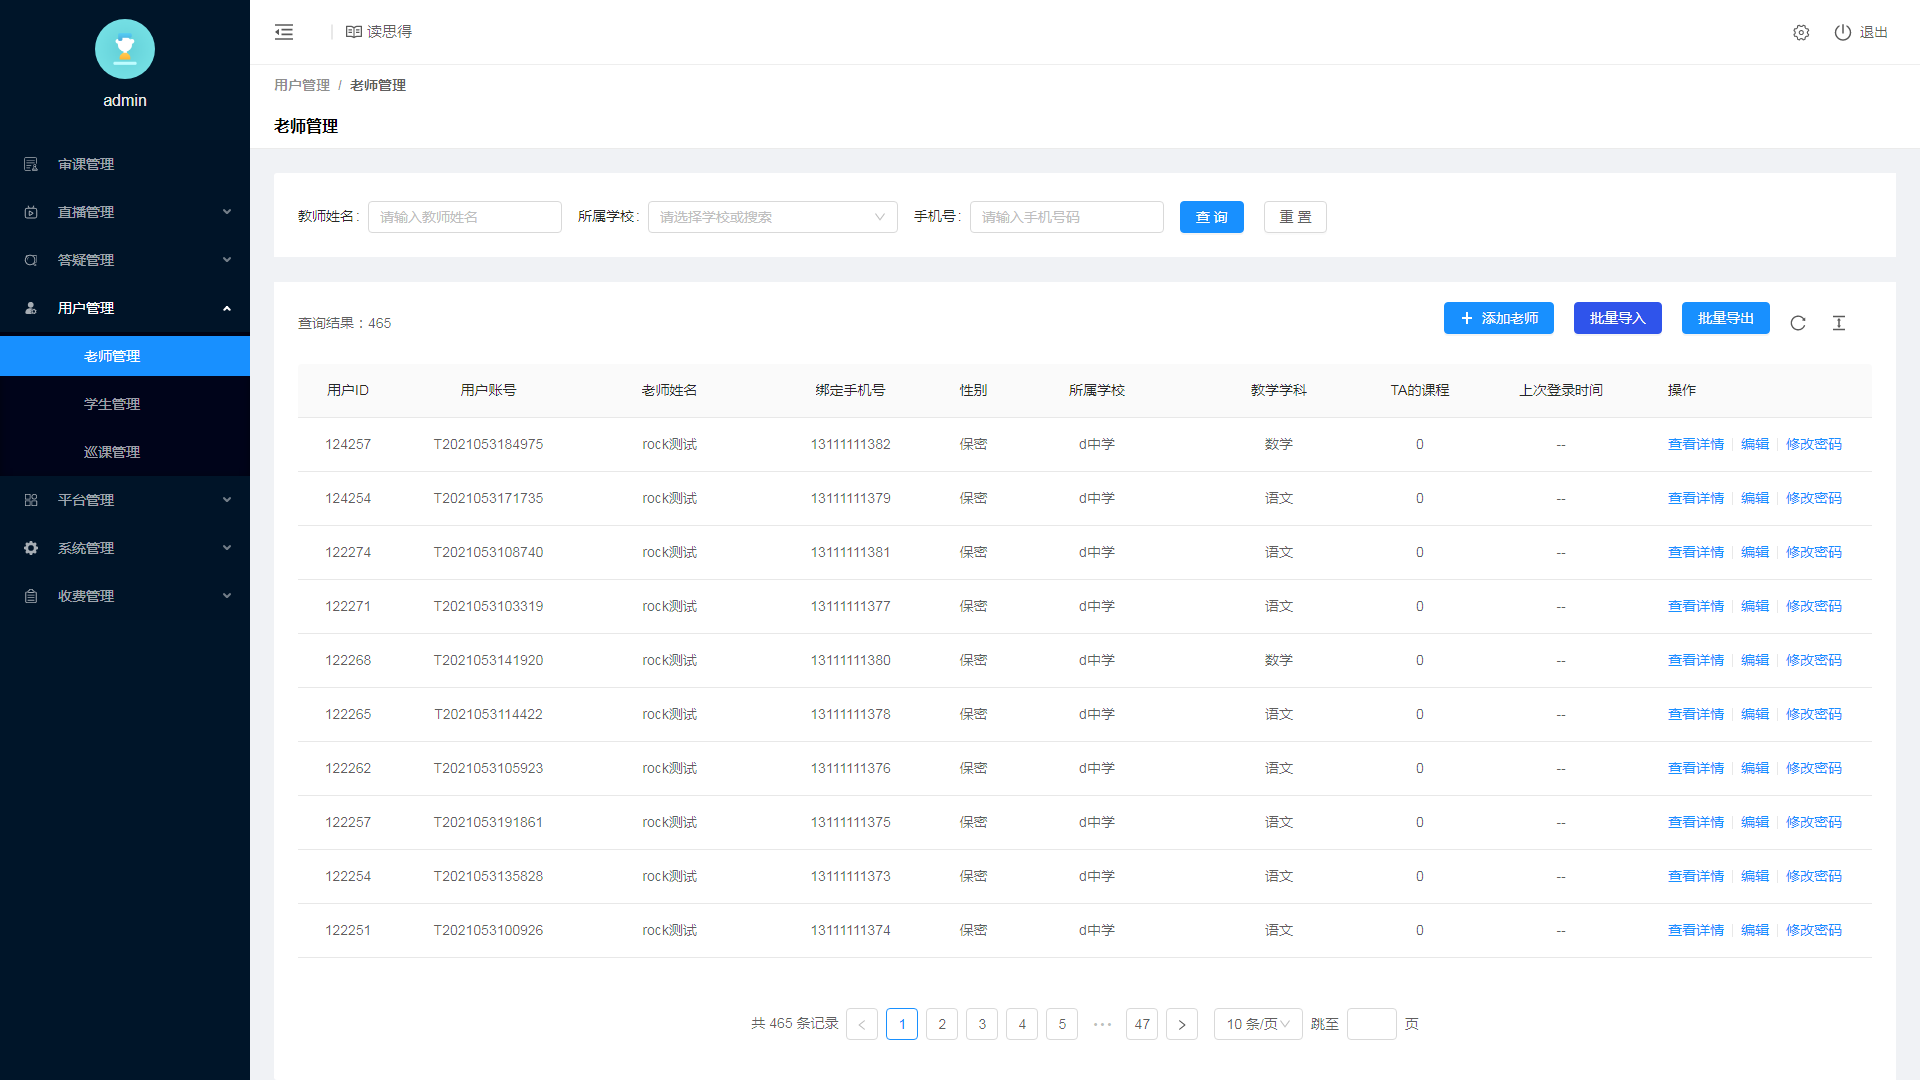 admin
审课管理
直播管理
答疑管理
用户管理
老师管理
学生管理
巡课管理
平台管理
系统管理
收费管理
读思得
退出
用户管理 / 老师管理
老师管理
教师姓名: 请输入教师姓名 所属学校: 请选择学校或搜索 手机号: 请输入手机号码 查 询 重 置
查询结果：465 + 添加老师 批量导入 批量导出
用户ID 用户账号 老师姓名 绑定手机号 性别 所属学校 教学学科 TA的课程 上次登录时间 操作
124257 T2021053184975 rock测试 13111111382 保密 d中学 数学 0 -- 查看详情 编辑 修改密码
124254 T2021053171735 rock测试 13111111379 保密 d中学 语文 0 -- 查看详情 编辑 修改密码
122274 T2021053108740 rock测试 13111111381 保密 d中学 语文 0 -- 查看详情 编辑 修改密码
122271 T2021053103319 rock测试 13111111377 保密 d中学 语文 0 -- 查看详情 编辑 修改密码
122268 T2021053141920 rock测试 13111111380 保密 d中学 数学 0 -- 查看详情 编辑 修改密码
122265 T2021053114422 rock测试 13111111378 保密 d中学 语文 0 -- 查看详情 编辑 修改密码
122262 T2021053105923 rock测试 13111111376 保密 d中学 语文 0 -- 查看详情 编辑 修改密码
122257 T2021053191861 rock测试 13111111375 保密 d中学 语文 0 -- 查看详情 编辑 修改密码
122254 T2021053135828 rock测试 13111111373 保密 d中学 语文 0 -- 查看详情 编辑 修改密码
122251 T2021053100926 rock测试 13111111374 保密 d中学 语文 0 -- 查看详情 编辑 修改密码
共 465 条记录 < 1 2 3 4 5 ••• 47 > 10 条/页 跳至 页